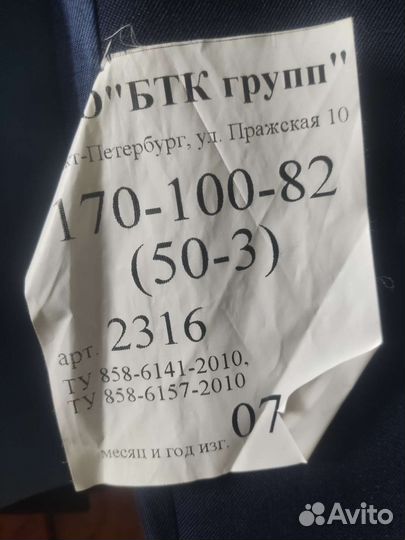 О"БТК групп"
кт-Петербург, ул. Пражская 10
170-100-82
(50-3)
арт. 2316
ТУ 858-6141-2010,
ТУ 858-6157-2010
месяц и год изг. 07
Avito